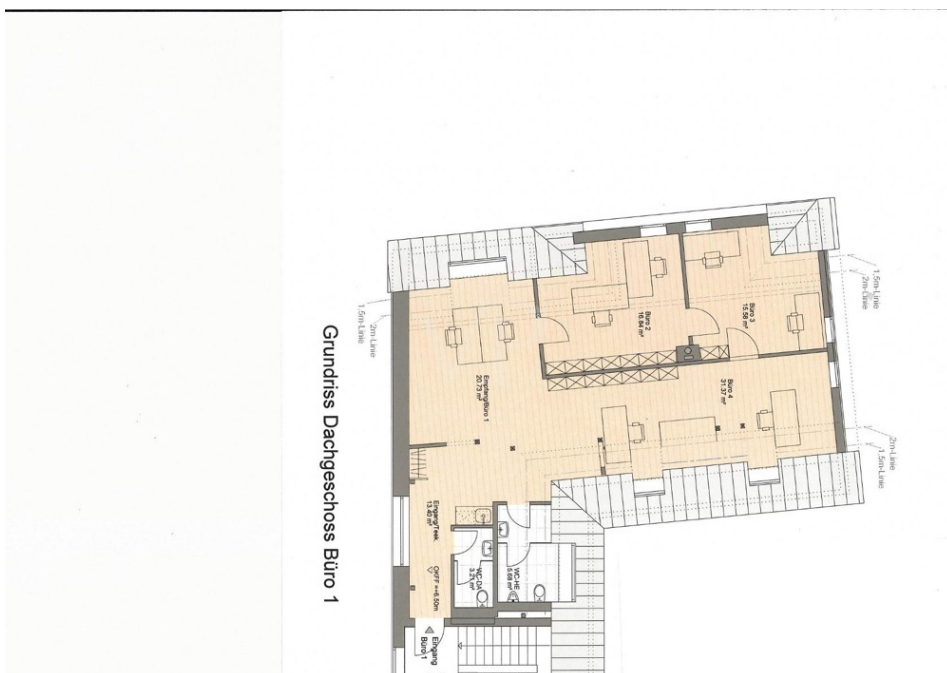 Grundriss Dachgeschoss Büro 1
1.5m-Linie
2m-Linie
1.5m-Linie
2m-Linie
2m-Linie
1.5m-Linie
Büro 3
15.58 m²
Büro 2
16.84 m²
Büro 4
31.37 m²
Empfang/Büro 1
20.73 m²
Eingang/Teek.
13.40 m²
OKFF =+6.50m
WC-DA
3.21 m²
WC-HE
5.68 m²
Eingang
Büro 1